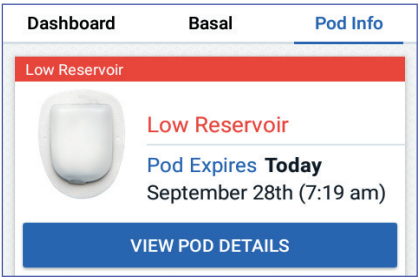 Dashboard Basal Pod Info
Low Reservoir
Low Reservoir
Pod Expires Today
September 28th (7:19 am)
VIEW POD DETAILS